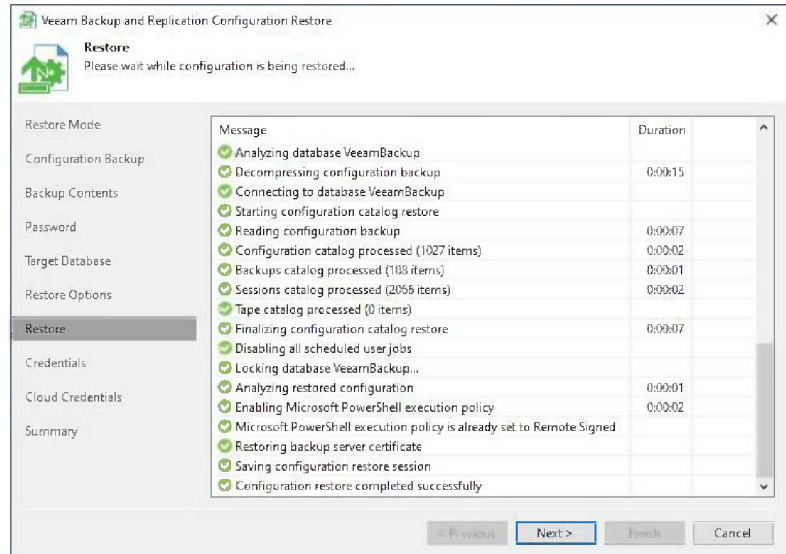 Veeam Backup and Replication Configuration Restore
Restore
Please wait while configuration is being restored...
Restore Mode
Configuration Backup
Backup Contents
Password
Target Database
Restore Options
Restore
Credentials
Cloud Credentials
Summary
Message Duration
Analyzing database VeeamBackup
Decompressing configuration backup 0:00:15
Connecting to database VeeamBackup
Starting configuration catalog restore
Reading configuration backup 0:00:07
Configuration catalog processed (1027 items) 0:00:02
Backups catalog processed (108 items) 0:00:01
Sessions catalog processed (2066 items) 0:00:02
Tape catalog processed (0 items)
Finalizing configuration catalog restore 0:00:07
Disabling all scheduled user jobs
Locking database VeeamBackup...
Analyzing restored configuration 0:00:01
Enabling Microsoft PowerShell execution policy 0:00:02
Microsoft PowerShell execution policy is already set to Remote Signed
Restoring backup server certificate
Saving configuration restore session
Configuration restore completed successfully
< Previous Next > Finish Cancel